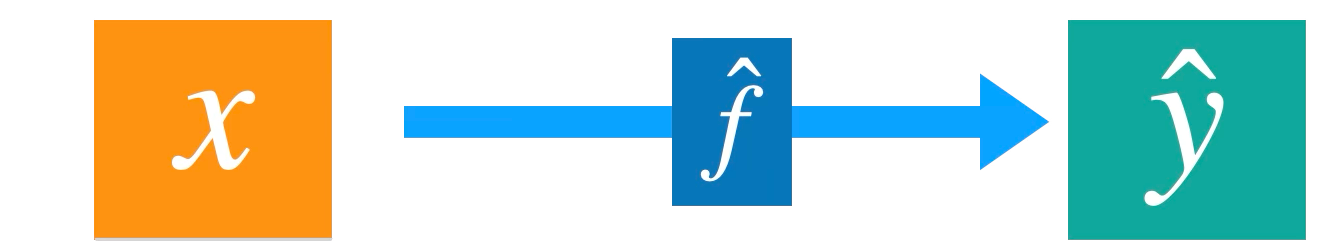 x f̂ ŷ